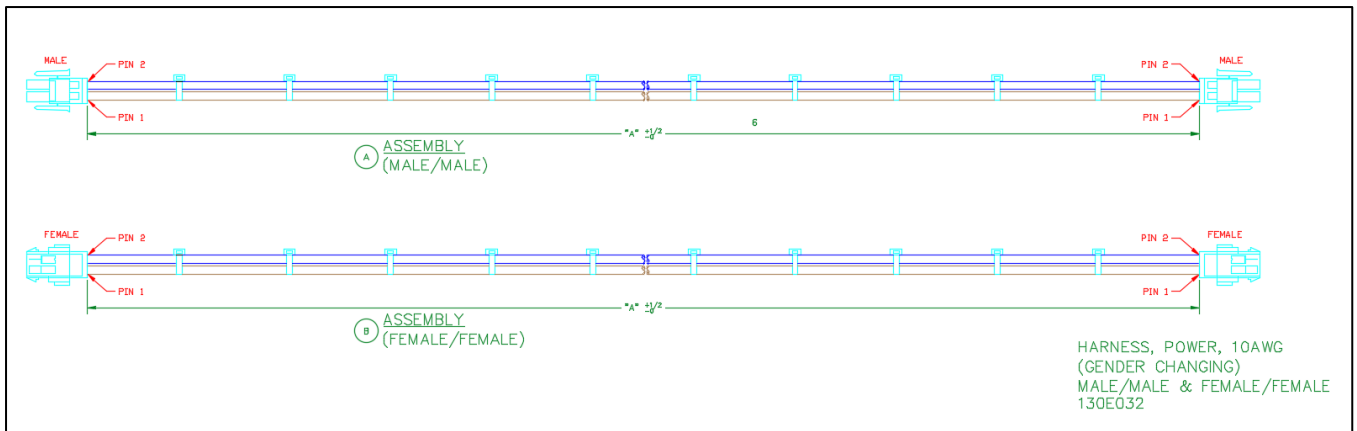 MALE
PIN 2
PIN 1
PIN 2
MALE
PIN 1
6
"A" +1/2 -0
A
ASSEMBLY
(MALE/MALE)
FEMALE
PIN 2
PIN 1
PIN 2
FEMALE
PIN 1
"A" +1/2 -0
B
ASSEMBLY
(FEMALE/FEMALE)
HARNESS, POWER, 10AWG
(GENDER CHANGING)
MALE/MALE & FEMALE/FEMALE
130E032